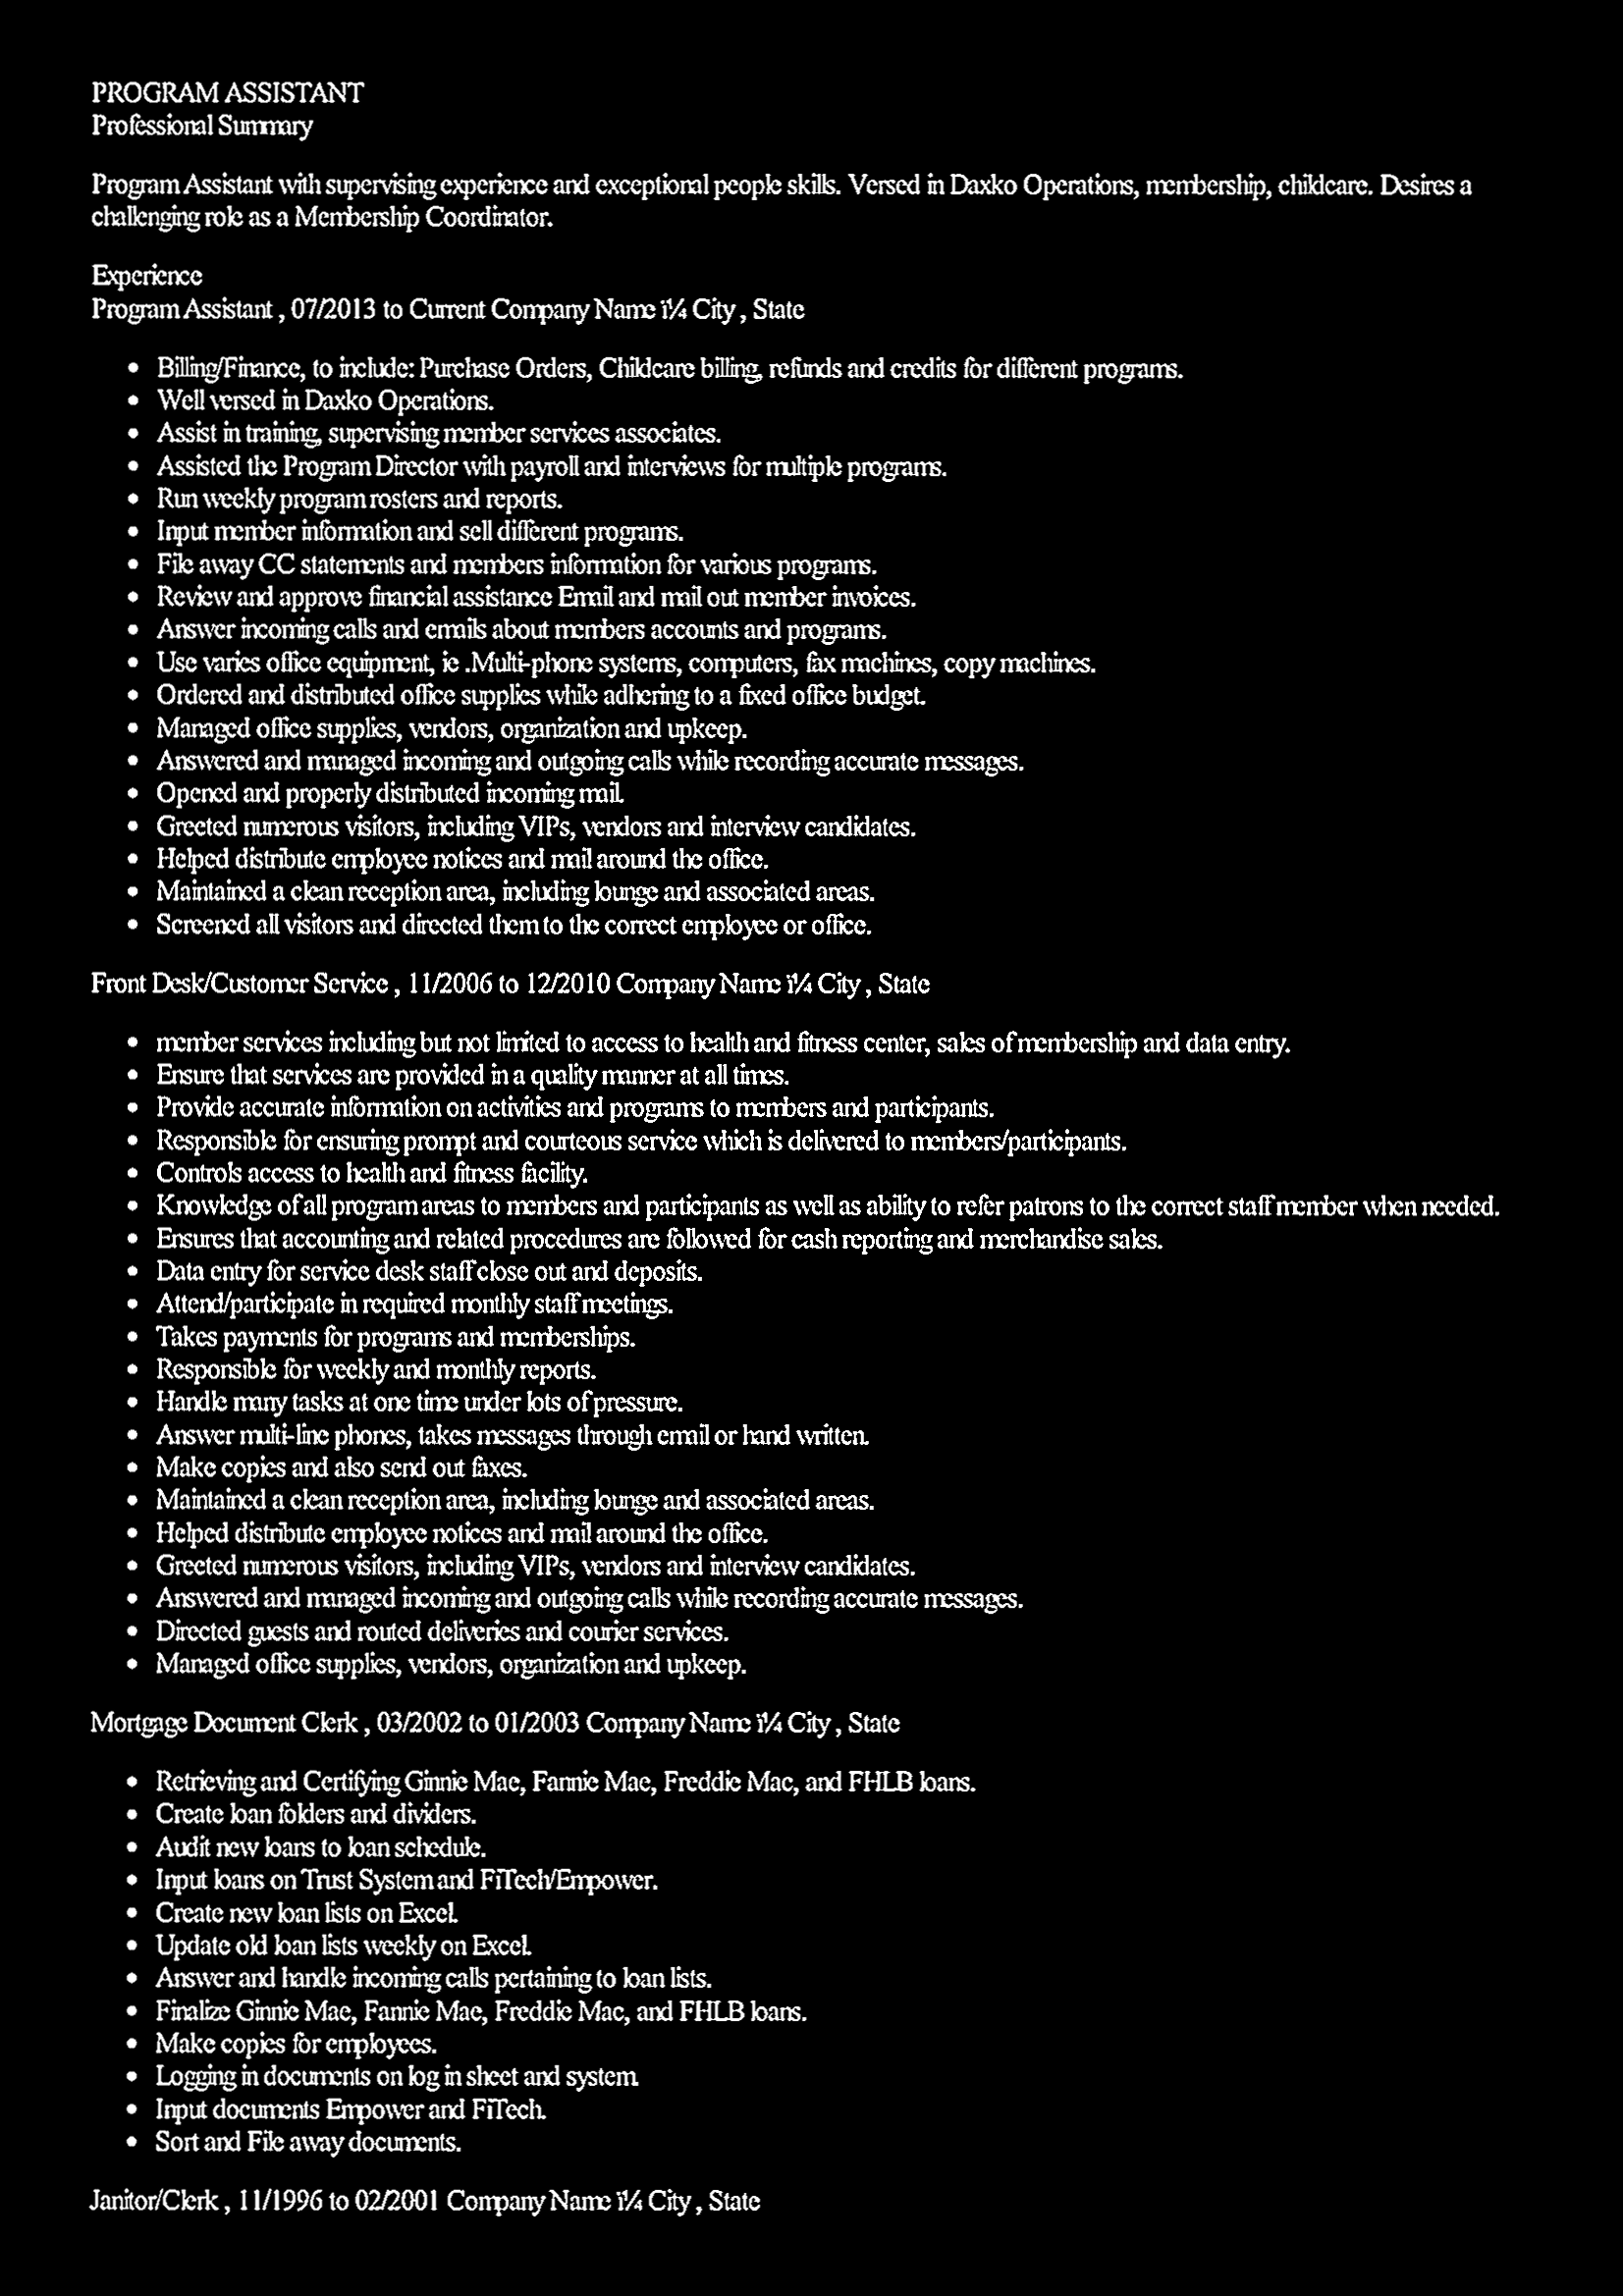 PROGRAM ASSISTANT
Professional Summary
Program Assistant with supervising experience and exceptional people skills. Versed in Daxko Operations, membership, childcare. Desires a
challenging role as a Membership Coordinator.
Experience
Program Assistant , 07/2013 to Current Company Name ï¼ City , State
• Billing/Finance, to include: Purchase Orders, Childcare billing, refunds and credits for different programs.
• Well versed in Daxko Operations.
• Assist in training, supervising member services associates.
• Assisted the Program Director with payroll and interviews for multiple programs.
• Run weekly program rosters and reports.
• Input member information and sell different programs.
• File away CC statements and members information for various programs.
• Review and approve financial assistance Email and mail out member invoices.
• Answer incoming calls and emails about members accounts and programs.
• Use varies office equipment, ie .Multi-phone systems, computers, fax machines, copy machines.
• Ordered and distributed office supplies while adhering to a fixed office budget.
• Managed office supplies, vendors, organization and upkeep.
• Answered and managed incoming and outgoing calls while recording accurate messages.
• Opened and properly distributed incoming mail.
• Greeted numerous visitors, including VIPs, vendors and interview candidates.
• Helped distribute employee notices and mail around the office.
• Maintained a clean reception area, including lounge and associated areas.
• Screened all visitors and directed them to the correct employee or office.
Front Desk/Customer Service , 11/2006 to 12/2010 Company Name ï¼ City , State
• member services including but not limited to access to health and fitness center, sales of membership and data entry.
• Ensure that services are provided in a quality manner at all times.
• Provide accurate information on activities and programs to members and participants.
• Responsible for ensuring prompt and courteous service which is delivered to members/participants.
• Controls access to health and fitness facility.
• Knowledge of all program areas to members and participants as well as ability to refer patrons to the correct staff member when needed.
• Ensures that accounting and related procedures are followed for cash reporting and merchandise sales.
• Data entry for service desk staff close out and deposits.
• Attend/participate in required monthly staff meetings.
• Takes payments for programs and memberships.
• Responsible for weekly and monthly reports.
• Handle many tasks at one time under lots of pressure.
• Answer multi-line phones, takes messages through email or hand written.
• Make copies and also send out faxes.
• Maintained a clean reception area, including lounge and associated areas.
• Helped distribute employee notices and mail around the office.
• Greeted numerous visitors, including VIPs, vendors and interview candidates.
• Answered and managed incoming and outgoing calls while recording accurate messages.
• Directed guests and routed deliveries and courier services.
• Managed office supplies, vendors, organization and upkeep.
Mortgage Document Clerk , 03/2002 to 01/2003 Company Name ï¼ City , State
• Retrieving and Certifying Ginnie Mae, Fannie Mae, Freddie Mac, and FHLB loans.
• Create loan folders and dividers.
• Audit new loans to loan schedule.
• Input loans on Trust System and FiTech/Empower.
• Create new loan lists on Excel.
• Update old loan lists weekly on Excel.
• Answer and handle incoming calls pertaining to loan lists.
• Finalize Ginnie Mae, Fannie Mae, Freddie Mac, and FHLB loans.
• Make copies for employees.
• Logging in documents on log in sheet and system.
• Input documents Empower and FiTech.
• Sort and File away documents.
Janitor/Clerk , 11/1996 to 02/2001 Company Name ï¼ City , State